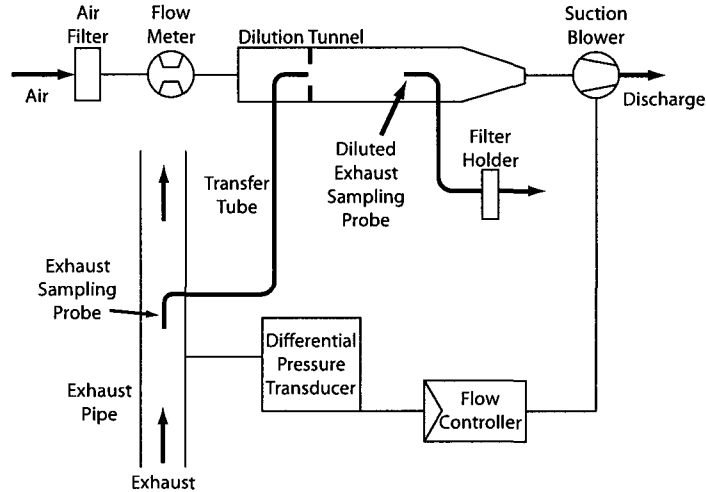 Air
Filter
Flow
Meter
Dilution Tunnel
Suction
Blower
Air
Discharge
Diluted
Exhaust
Sampling
Probe
Filter
Holder
Transfer
Tube
Exhaust
Sampling
Probe
Differential
Pressure
Transducer
Exhaust
Pipe
Flow
Controller
Exhaust